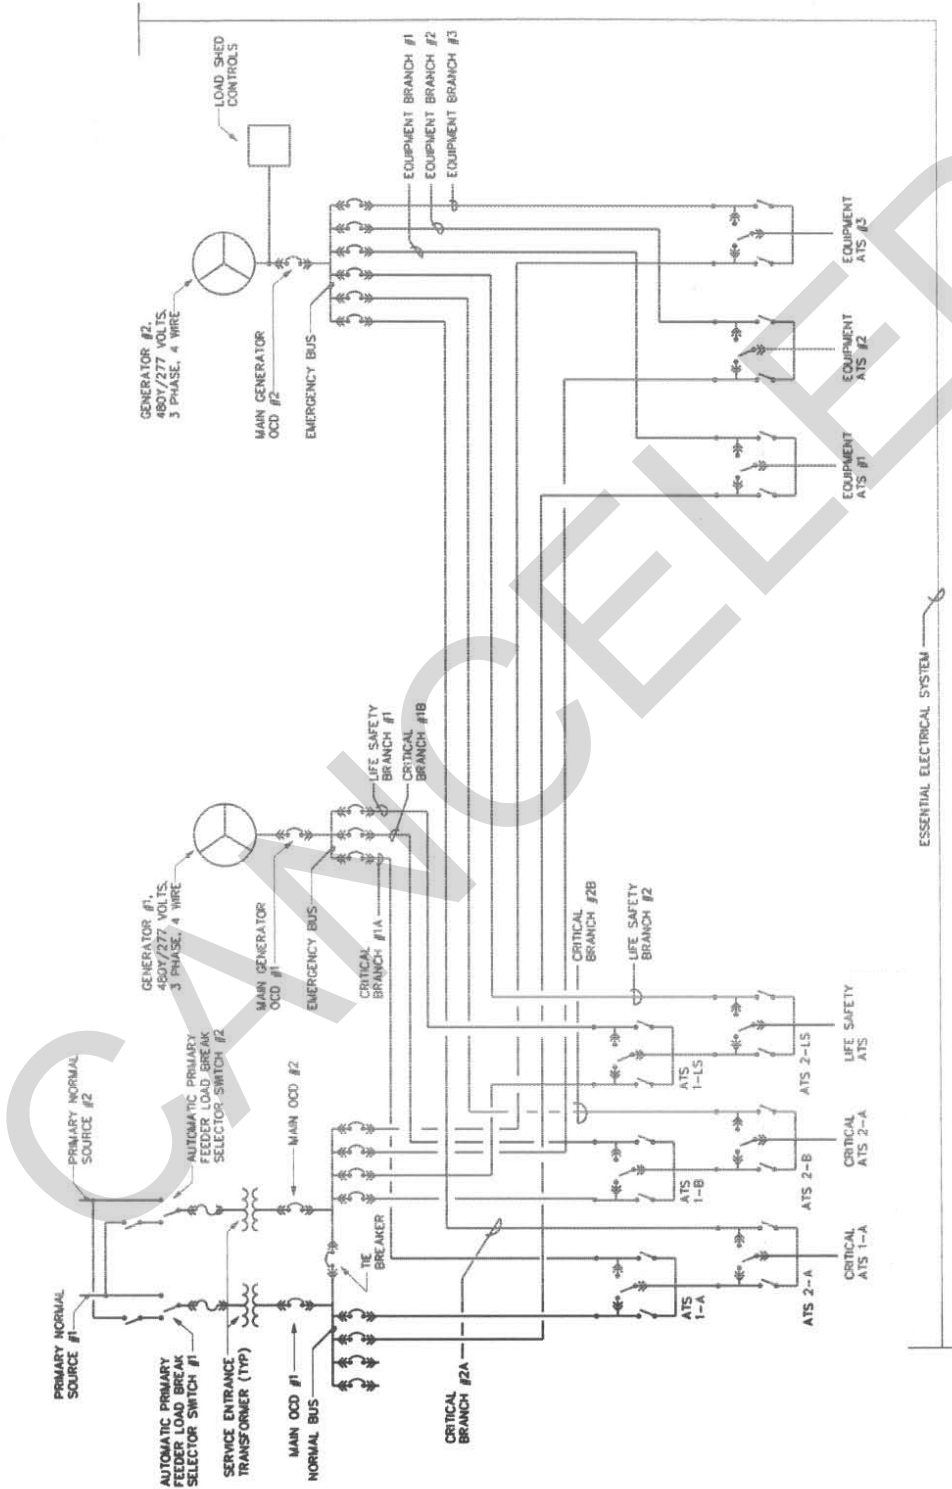 PRIMARY NORMAL
SOURCE #1
PRIMARY NORMAL
SOURCE #2
AUTOMATIC PRIMARY
FEEDER LOAD BREAK
SELECTOR SWITCH #1
AUTOMATIC PRIMARY
FEEDER LOAD BREAK
SELECTOR SWITCH #2
SERVICE ENTRANCE
TRANSFORMER (TYP)
MAIN OCD #1
NORMAL BUS
MAIN OCD #2
TIE
BREAKER
GENERATOR #1,
480Y/277 VOLTS,
3 PHASE, 4 WIRE
MAIN GENERATOR
OCD #1
EMERGENCY BUS
CRITICAL
BRANCH #1A
LIFE SAFETY
BRANCH #1
CRITICAL
BRANCH #1B
GENERATOR #2,
480Y/277 VOLTS,
3 PHASE, 4 WIRE
LOAD SHED
CONTROLS
MAIN GENERATOR
OCD #2
EMERGENCY BUS
EQUIPMENT BRANCH #1
EQUIPMENT BRANCH #2
EQUIPMENT BRANCH #3
CRITICAL
BRANCH #2A
CRITICAL
BRANCH #2B
LIFE SAFETY
BRANCH #2
ATS
1-A
ATS
1-B
ATS
1-LS
ATS 2-A
ATS 2-B
ATS 2-LS
CRITICAL
ATS 1-A
CRITICAL
ATS 2-A
LIFE SAFETY
ATS
EQUIPMENT
ATS #1
EQUIPMENT
ATS #2
EQUIPMENT
ATS #3
ESSENTIAL ELECTRICAL SYSTEM
CANCELED